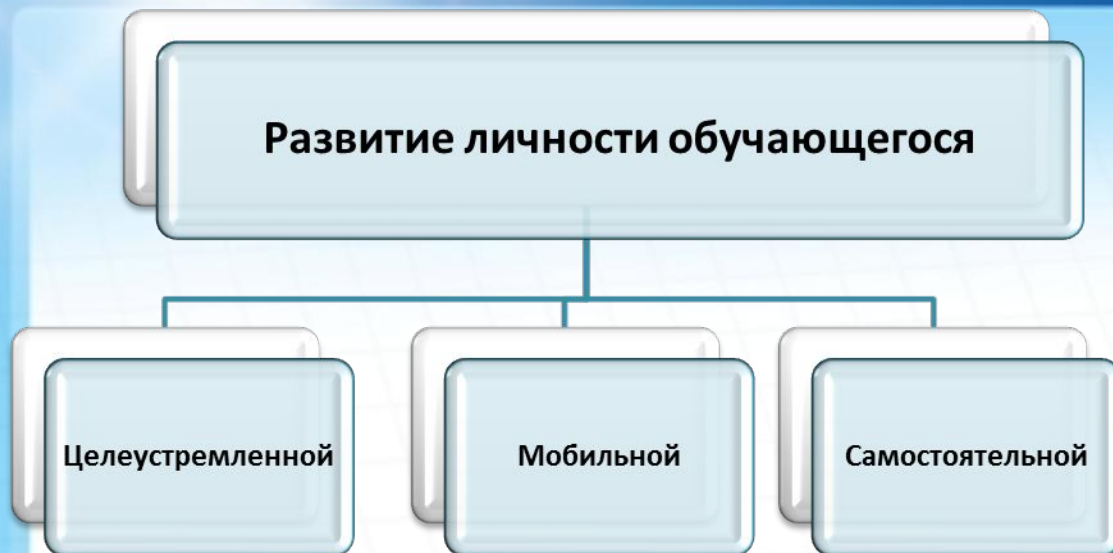 Развитие личности обучающегося
Целеустремленной
Мобильной
Самостоятельной